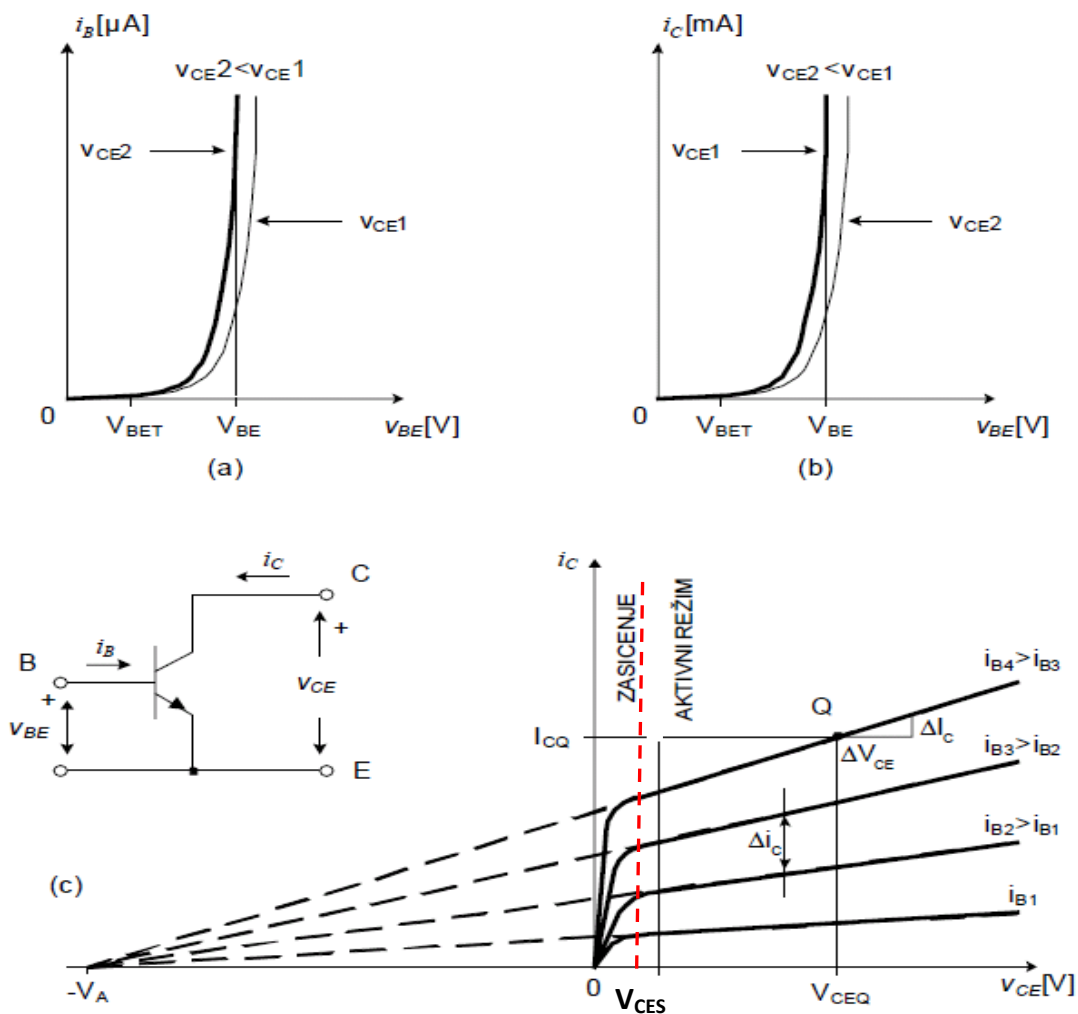 i_B[µA]
v_CE2<v_CE1
v_CE2
v_CE1
0
V_BET
V_BE
v_BE[V]
(a)
i_C[mA]
v_CE2<v_CE1
v_CE1
v_CE2
0
V_BET
V_BE
v_BE[V]
(b)
i_C
C
+
B
i_B
+
v_BE
v_CE
E
i_C
ZASICENJE
AKTIVNI REŽIM
i_B4>i_B3
Q
I_CQ
ΔI_c
ΔV_CE
i_B3>i_B2
i_B2>i_B1
Δi_c
i_B1
(c)
-V_A
0
V_CES
V_CEQ
v_CE[V]